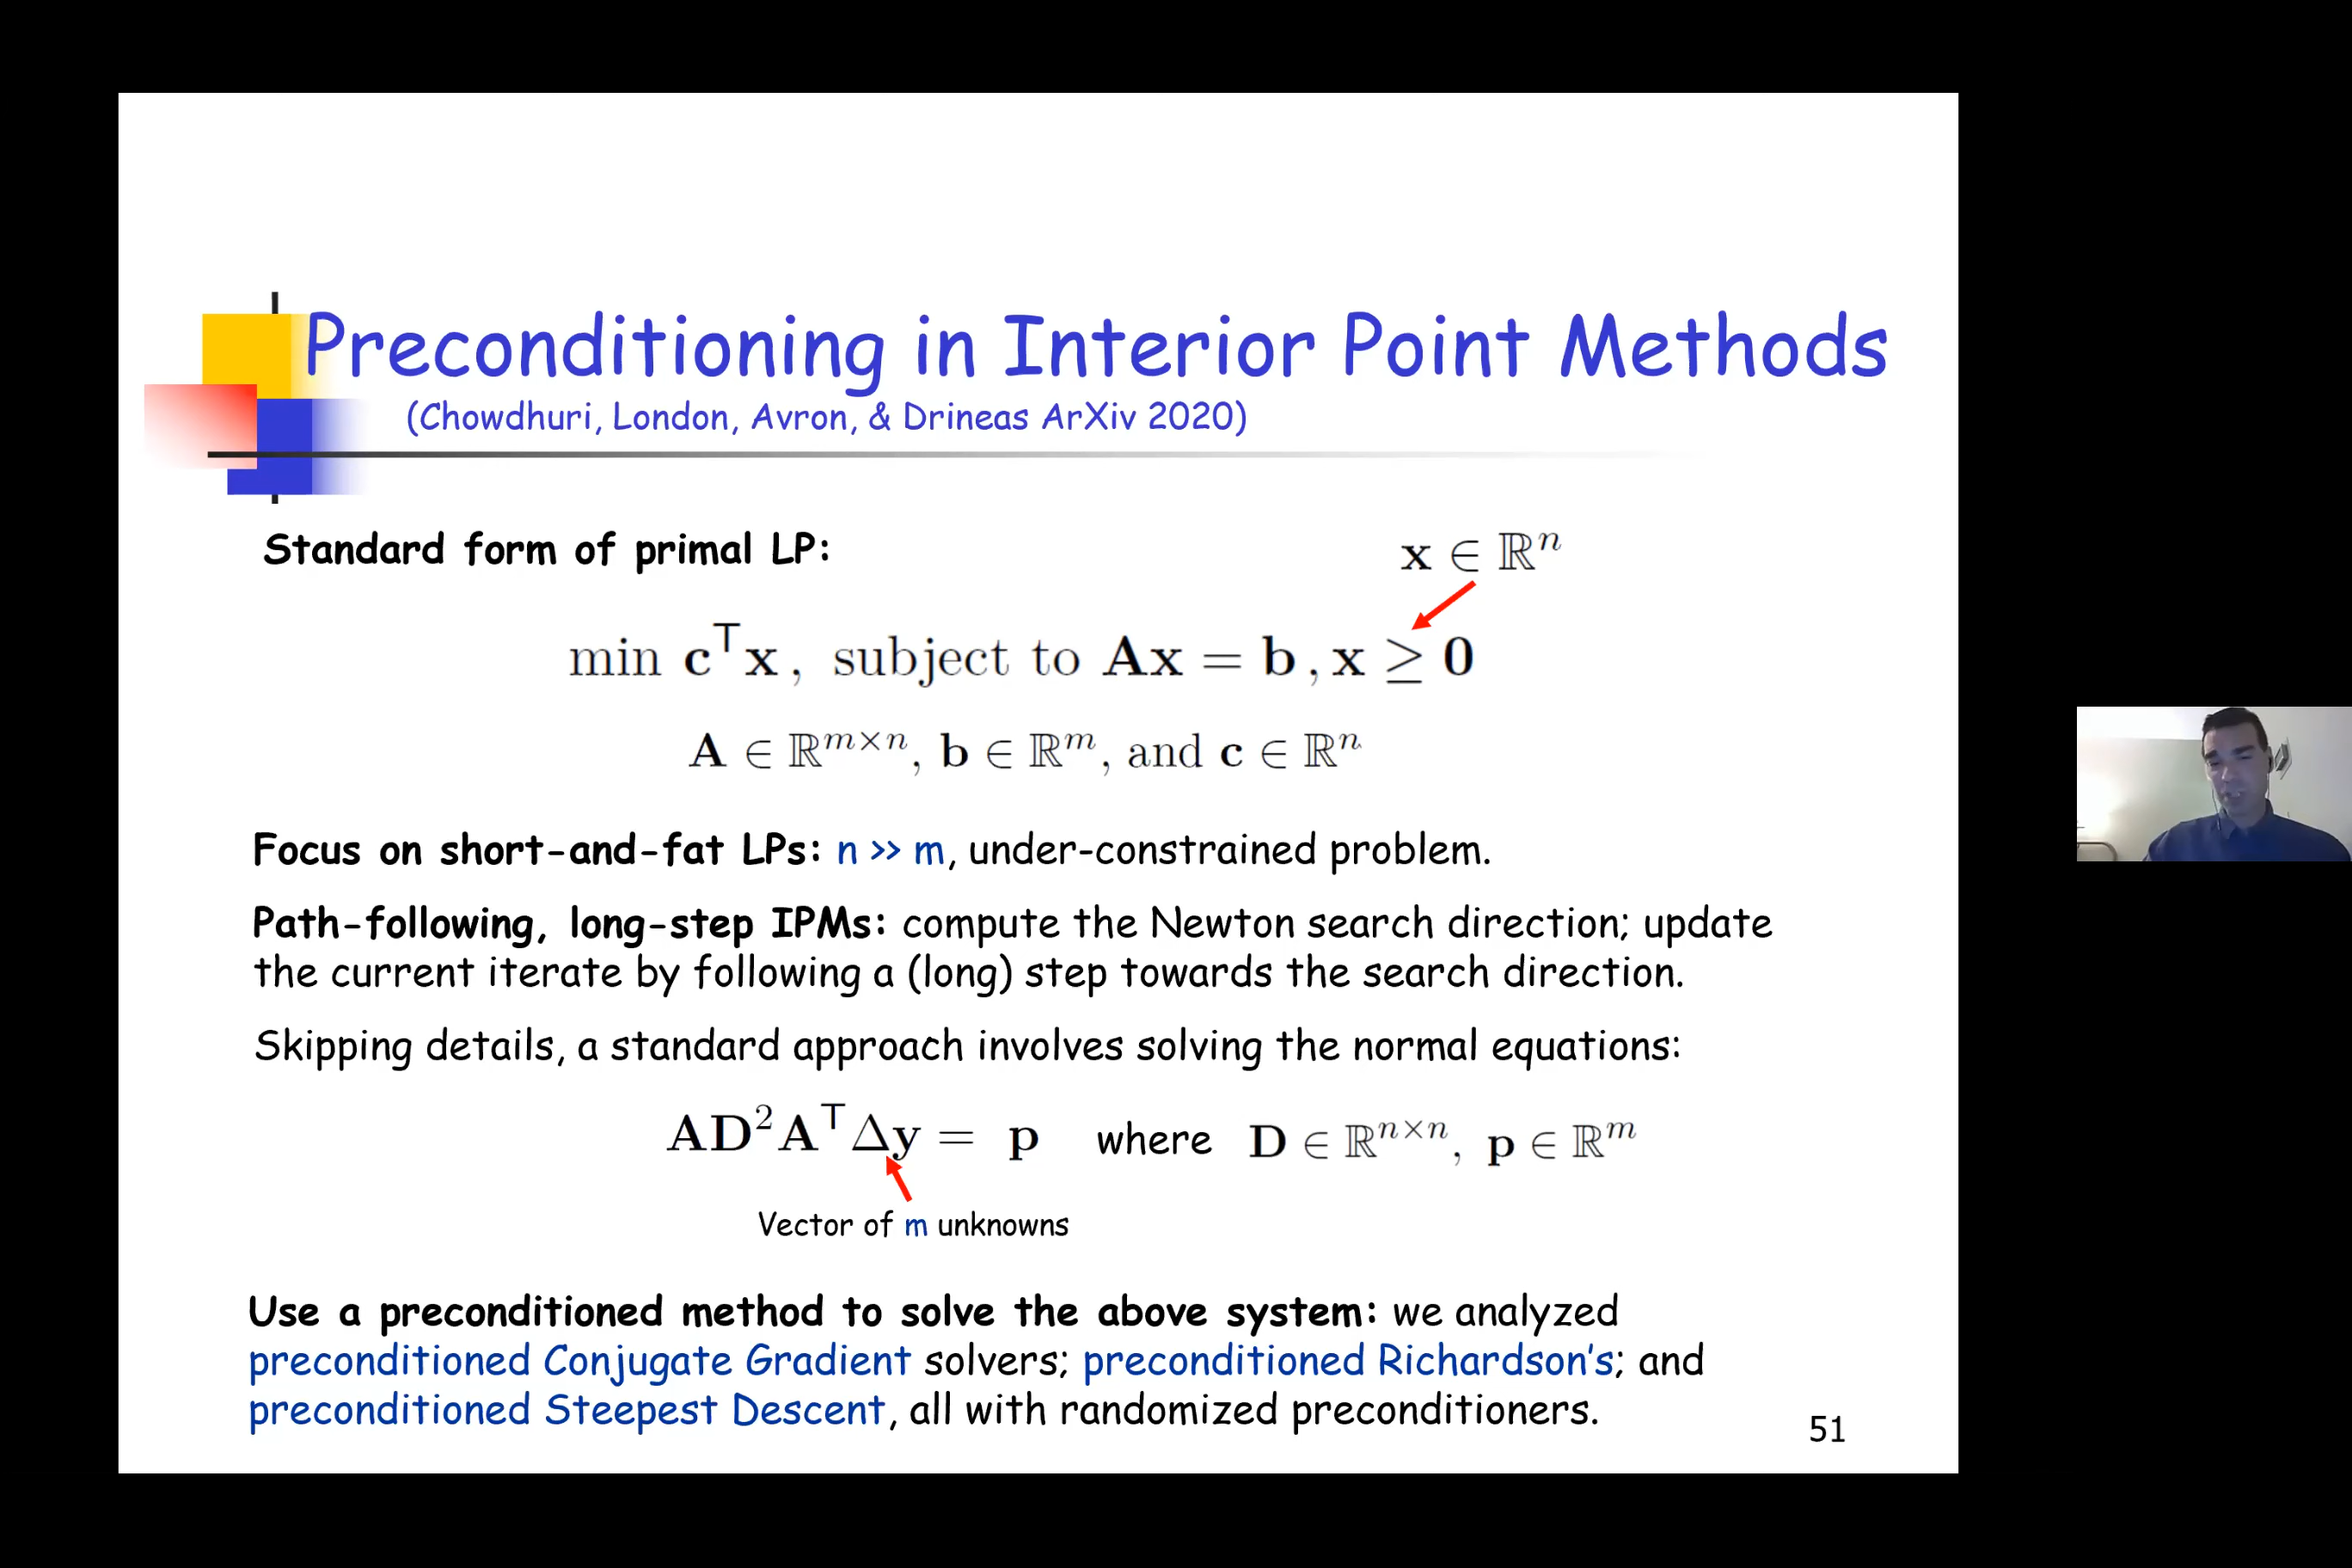 Preconditioning in Interior Point Methods
(Chowdhuri, London, Avron, & Drineas ArXiv 2020)
Standard form of primal LP:
x ∈ ℝⁿ
min cᵀx , subject to Ax = b , x ≥ 0
A ∈ ℝᵐˣⁿ, b ∈ ℝᵐ, and c ∈ ℝⁿ
Focus on short-and-fat LPs: n >> m, under-constrained problem.
Path-following, long-step IPMs: compute the Newton search direction; update
the current iterate by following a (long) step towards the search direction.
Skipping details, a standard approach involves solving the normal equations:
AD²AᵀΔy = p where D ∈ ℝⁿˣⁿ, p ∈ ℝᵐ
Vector of m unknowns
Use a preconditioned method to solve the above system: we analyzed
preconditioned Conjugate Gradient solvers; preconditioned Richardson's; and
preconditioned Steepest Descent, all with randomized preconditioners.
51